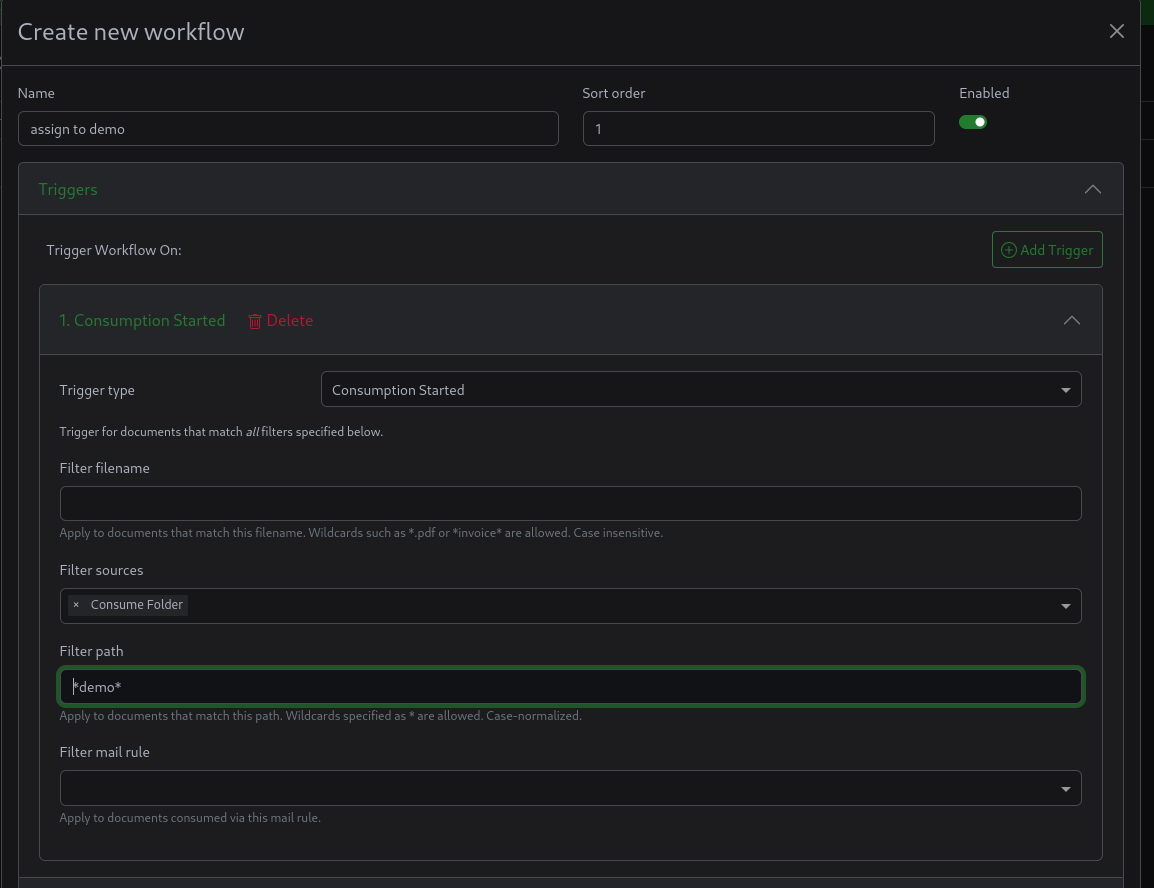 Create new workflow
Name
Sort order
Enabled
assign to demo
1
Triggers
Trigger Workflow On:
Add Trigger
1. Consumption Started
Delete
Trigger type
Consumption Started
Trigger for documents that match all filters specified below.
Filter filename
Apply to documents that match this filename. Wildcards such as *.pdf or *invoice* are allowed. Case insensitive.
Filter sources
× Consume Folder
Filter path
*demo*
Apply to documents that match this path. Wildcards specified as * are allowed. Case-normalized.
Filter mail rule
Apply to documents consumed via this mail rule.